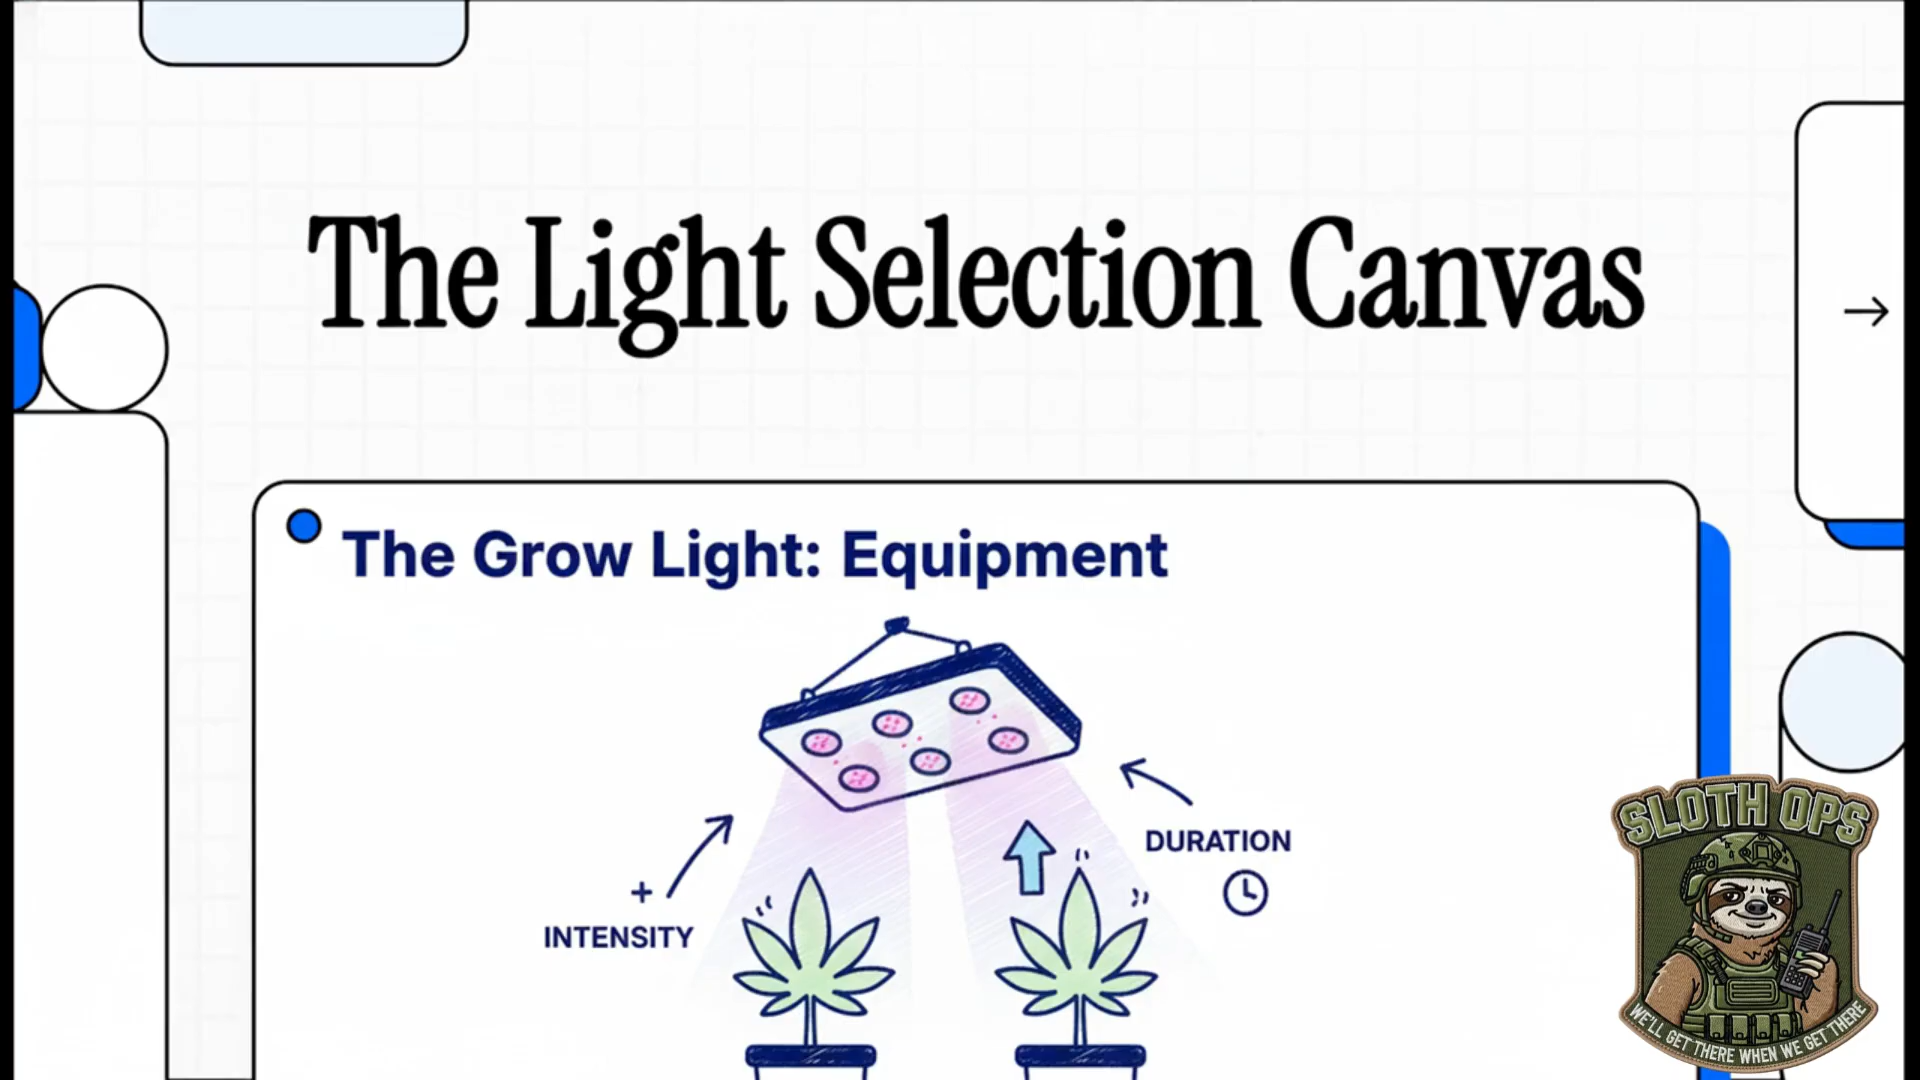 The Light Selection Canvas
The Grow Light: Equipment
DURATION
+
INTENSITY
SLOTH OPS
WE'LL GET THERE WHEN WE GET THERE